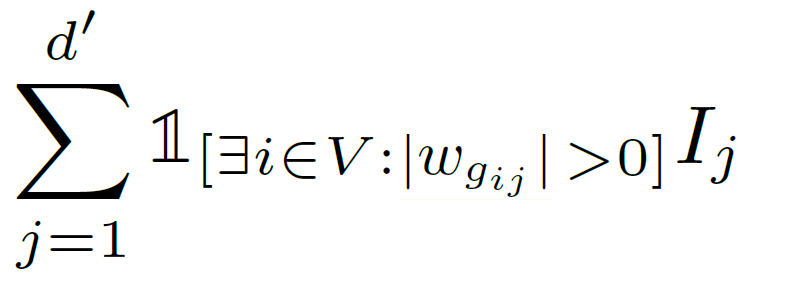 \sum_{j=1}^{d'} \mathbb{1}_{[\exists i \in V : |w_{g_{ij}}| > 0]} I_j